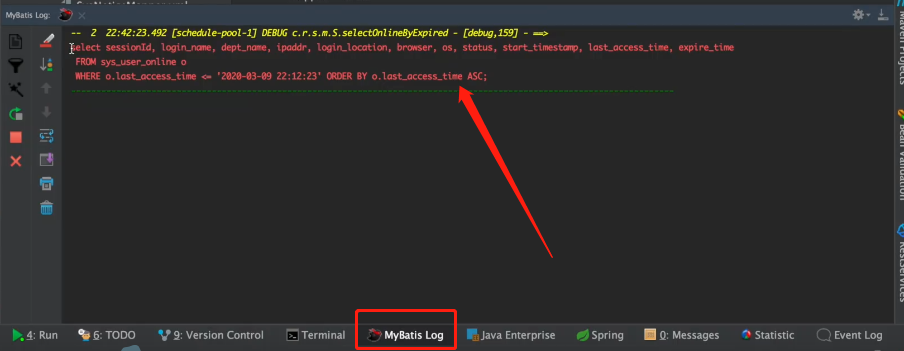 MyBatis Log:
-- 2 22:42:23.492 [schedule-pool-1] DEBUG c.r.s.m.S.selectOnlineByExpired - [debug,159] - ==>
select sessionId, login_name, dept_name, ipaddr, login_location, browser, os, status, start_timestamp, last_access_time, expire_time
FROM sys_user_online o
WHERE o.last_access_time <= '2020-03-09 22:12:23' ORDER BY o.last_access_time ASC;
Maven Projects
Bean Validation
RestServices
4: Run
6: TODO
9: Version Control
Terminal
MyBatis Log
Java Enterprise
Spring
0: Messages
Statistic
Event Log